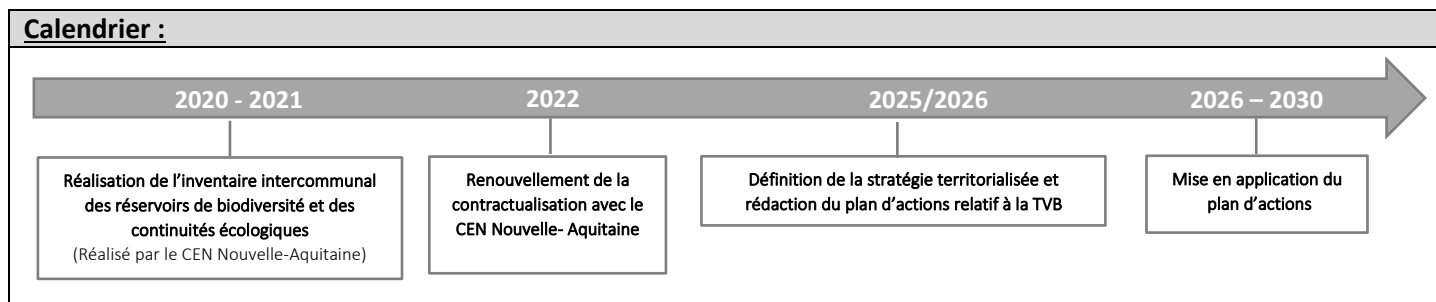 Calendrier :
2020 - 2021
2022
2025/2026
2026 – 2030
Réalisation de l'inventaire intercommunal
des réservoirs de biodiversité et des
continuités écologiques
(Réalisé par le CEN Nouvelle-Aquitaine)
Renouvellement de la
contractualisation avec le
CEN Nouvelle- Aquitaine
Définition de la stratégie territorialisée et
rédaction du plan d'actions relatif à la TVB
Mise en application du
plan d'actions